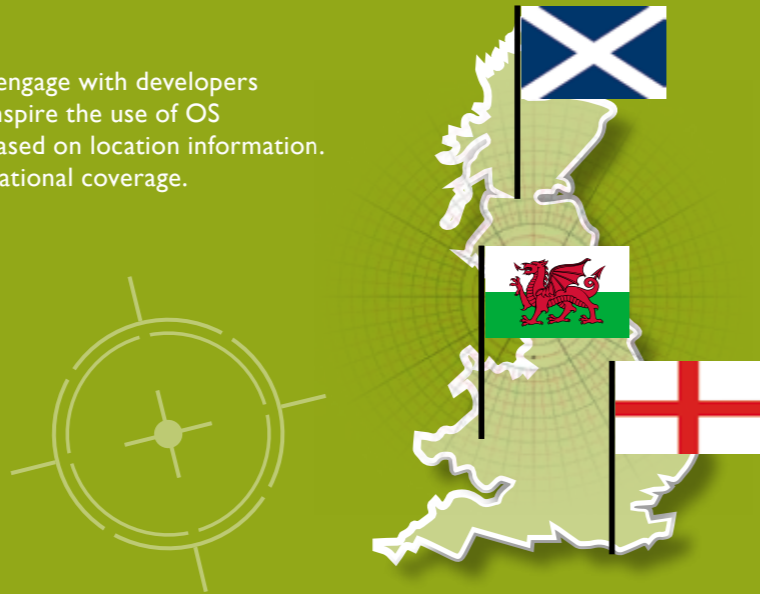 engage with developers
nspire the use of OS
ased on location information.
ational coverage.